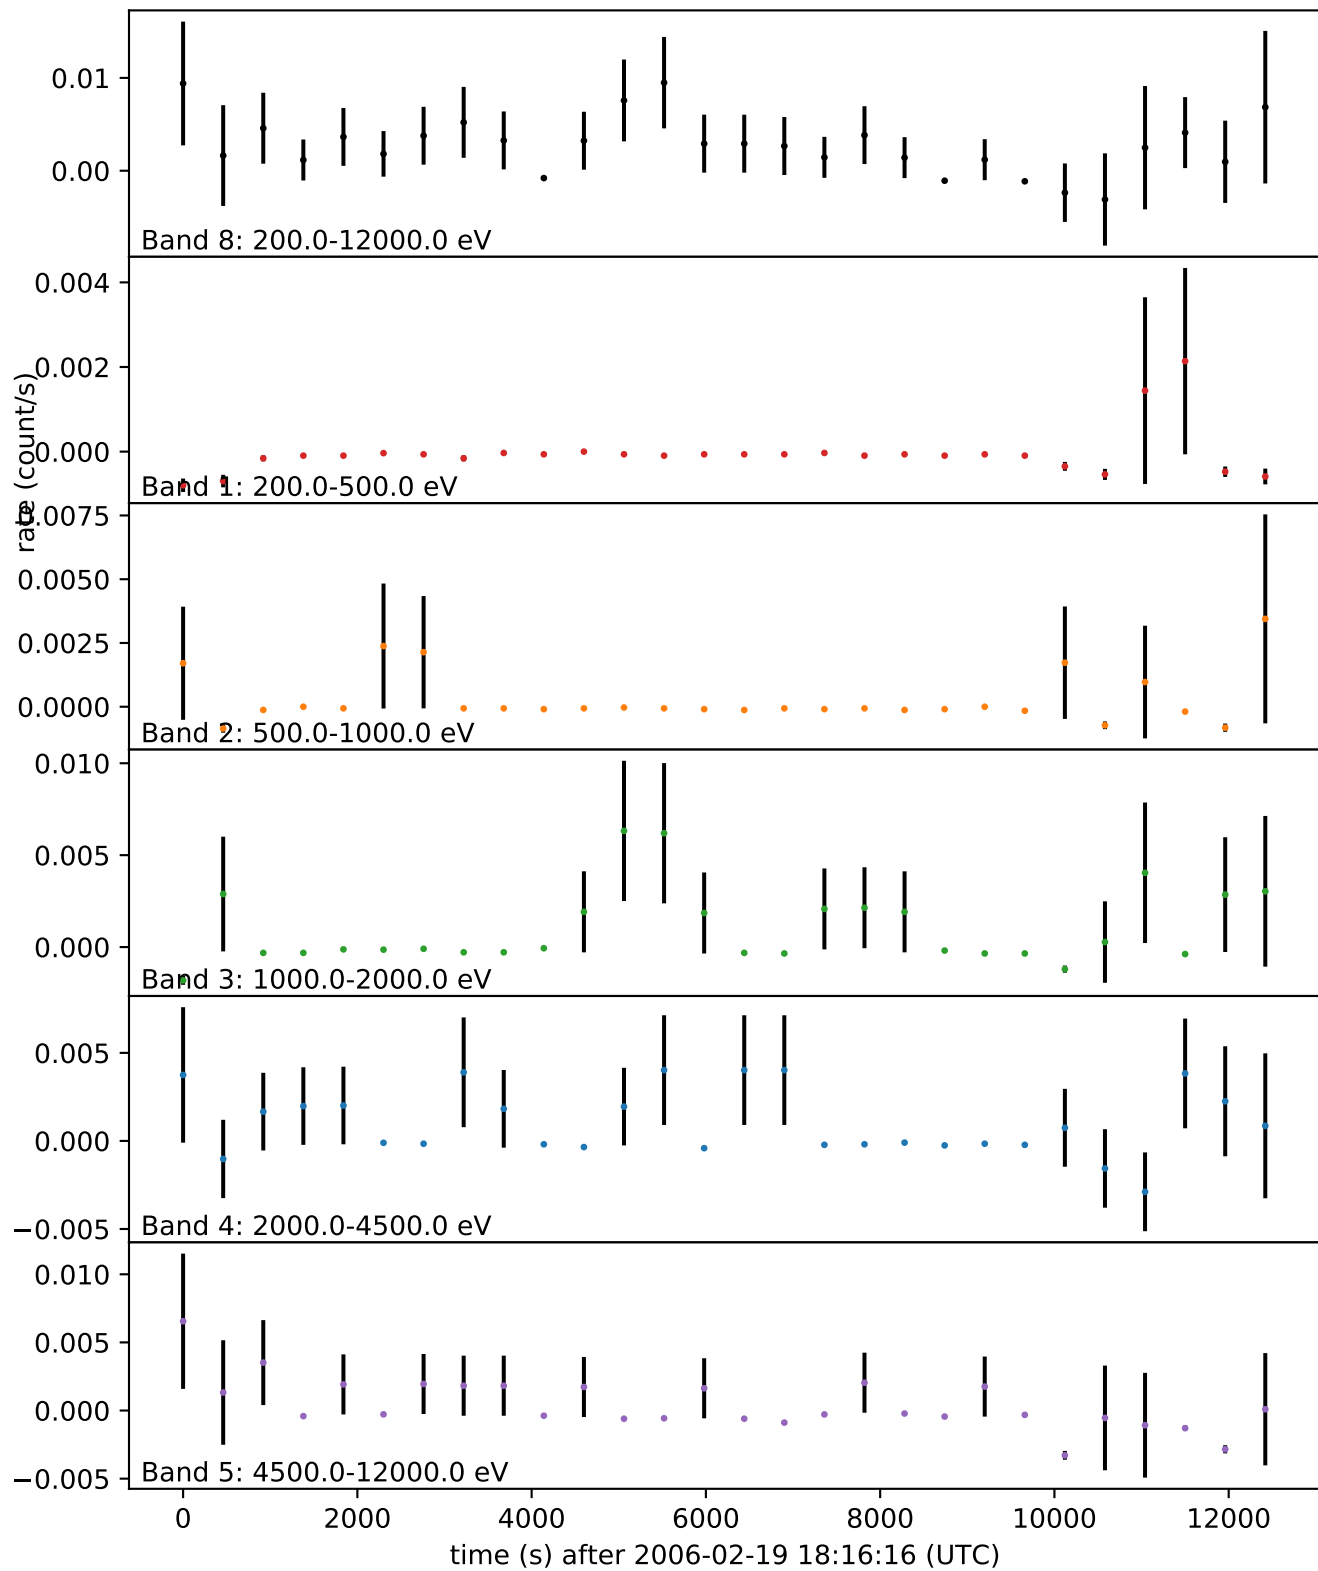 0.01
0.00
Band 8: 200.0-12000.0 eV
0.004
0.002
0.000
Band 1: 200.0-500.0 eV
rate (count/s)
0.0075
0.0050
0.0025
0.0000
Band 2: 500.0-1000.0 eV
0.010
0.005
0.000
Band 3: 1000.0-2000.0 eV
0.005
0.000
−0.005
Band 4: 2000.0-4500.0 eV
0.010
0.005
0.000
−0.005
Band 5: 4500.0-12000.0 eV
0 2000 4000 6000 8000 10000 12000
time (s) after 2006-02-19 18:16:16 (UTC)